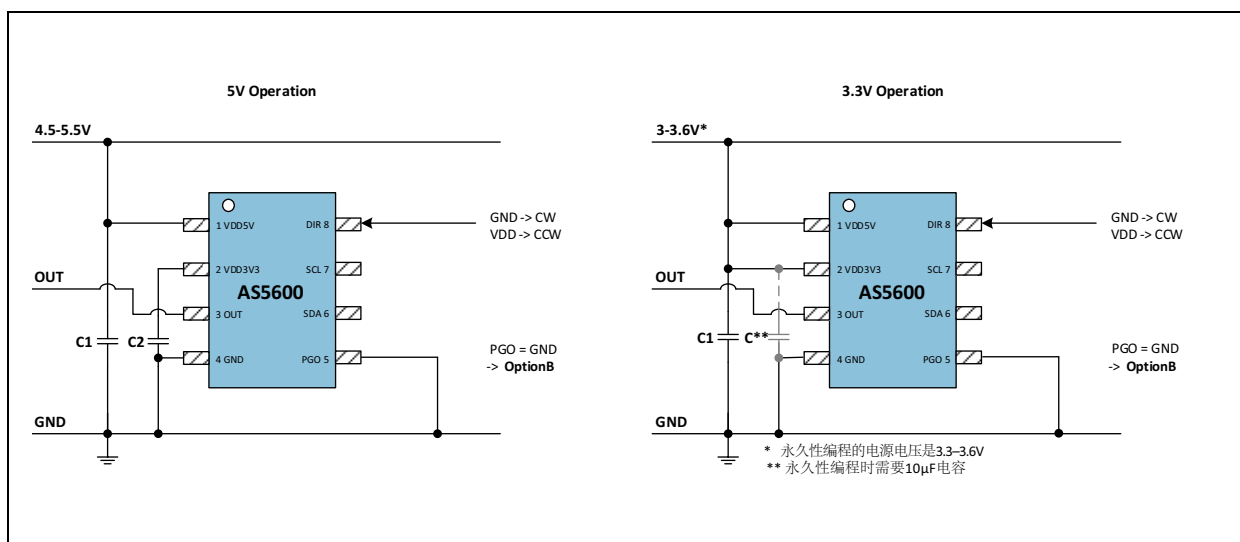 5V Operation
4.5-5.5V
1 VDD5V
DIR 8
GND -> CW
VDD -> CCW
2 VDD3V3
SCL 7
OUT
AS5600
3 OUT
SDA 6
C1
C2
4 GND
PGO 5
PGO = GND
-> OptionB
GND
3.3V Operation
3-3.6V*
1 VDD5V
DIR 8
GND -> CW
VDD -> CCW
2 VDD3V3
SCL 7
OUT
AS5600
3 OUT
SDA 6
C1
C**
4 GND
PGO 5
PGO = GND
-> OptionB
GND
* 永久性编程的电源电压是3.3–3.6V
** 永久性编程时需要10µF电容